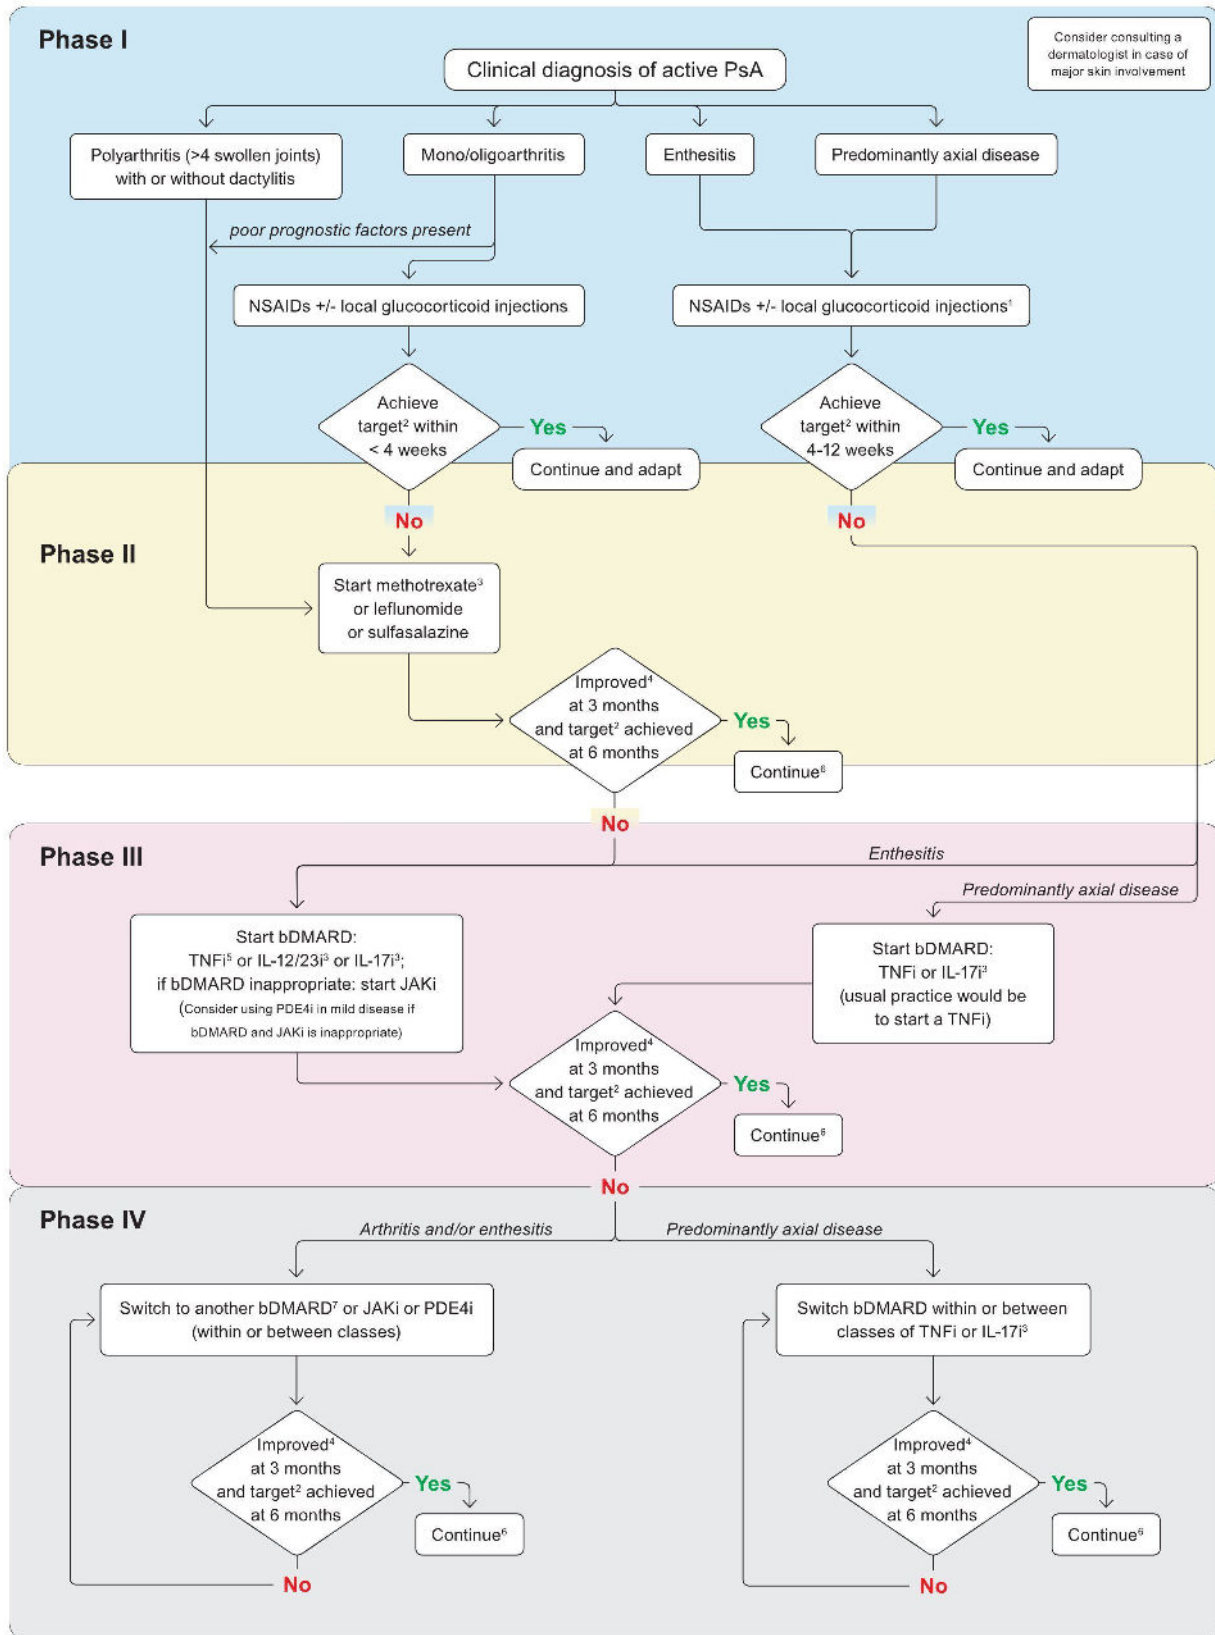 Phase I
Consider consulting a
dermatologist in case of
major skin involvement
Clinical diagnosis of active PsA
Polyarthritis (>4 swollen joints)
with or without dactylitis
Mono/oligoarthritis
Enthesitis
Predominantly axial disease
poor prognostic factors present
NSAIDs +/- local glucocorticoid injections
NSAIDs +/- local glucocorticoid injections¹
Achieve
target² within
< 4 weeks
Yes
Continue and adapt
Achieve
target² within
4-12 weeks
Yes
Continue and adapt
No
No
Phase II
Start methotrexate³
or leflunomide
or sulfasalazine
Improved⁴
at 3 months
and target² achieved
at 6 months
Yes
Continue⁶
No
Phase III
Enthesitis
Predominantly axial disease
Start bDMARD:
TNFi⁵ or IL-12/23i³ or IL-17i³;
if bDMARD inappropriate: start JAKi
(Consider using PDE4i in mild disease if
bDMARD and JAKi is inappropriate)
Start bDMARD:
TNFi or IL-17i³
(usual practice would be
to start a TNFi)
Improved⁴
at 3 months
and target² achieved
at 6 months
Yes
Continue⁶
No
Phase IV
Arthritis and/or enthesitis
Predominantly axial disease
Switch to another bDMARD⁷ or JAKi or PDE4i
(within or between classes)
Switch bDMARD within or between
classes of TNFi or IL-17i³
Improved⁴
at 3 months
and target² achieved
at 6 months
Yes
Continue⁶
No
Improved⁴
at 3 months
and target² achieved
at 6 months
Yes
Continue⁶
No